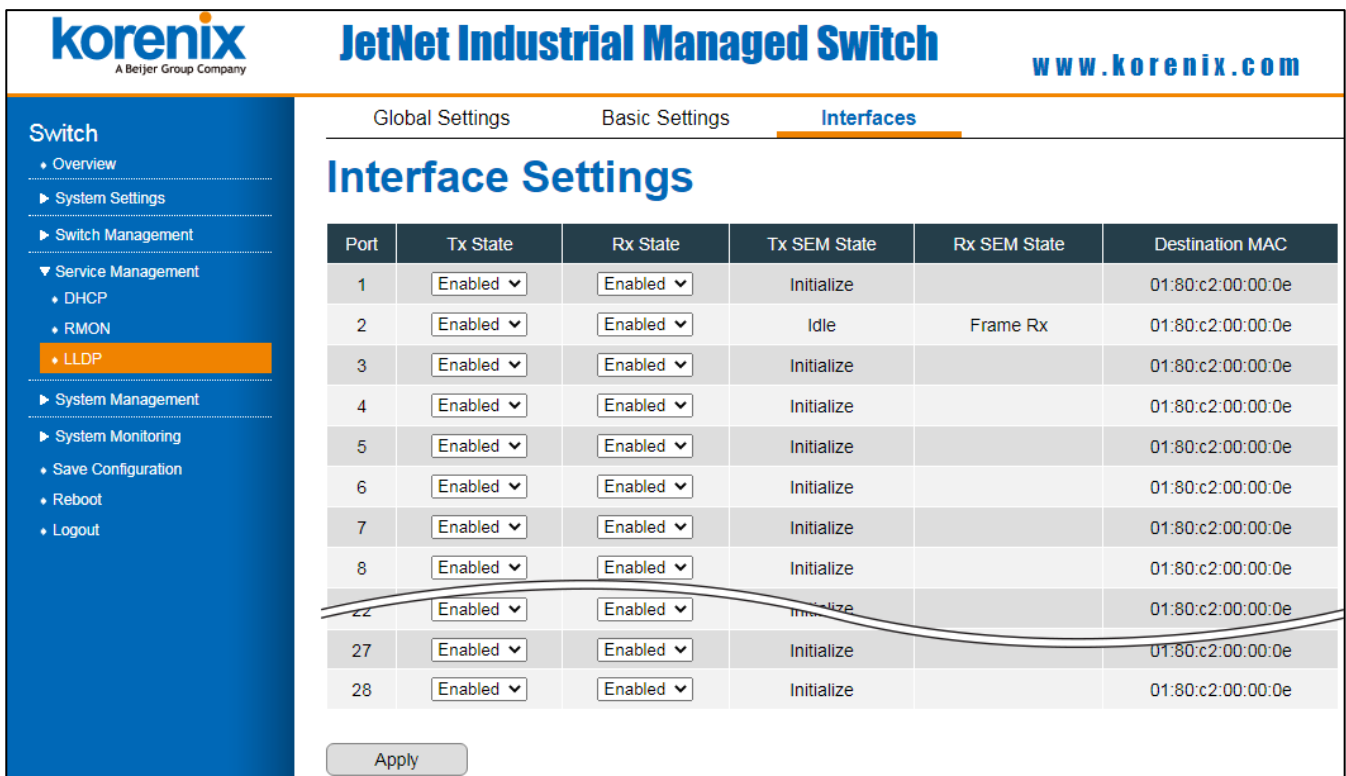 korenix
A Beijer Group Company
JetNet Industrial Managed Switch
www.korenix.com
Switch
Overview
System Settings
Switch Management
Service Management
DHCP
RMON
LLDP
System Management
System Monitoring
Save Configuration
Reboot
Logout
Global Settings Basic Settings Interfaces
Interface Settings
Port Tx State Rx State Tx SEM State Rx SEM State Destination MAC
1 Enabled Enabled Initialize 01:80:c2:00:00:0e
2 Enabled Enabled Idle Frame Rx 01:80:c2:00:00:0e
3 Enabled Enabled Initialize 01:80:c2:00:00:0e
4 Enabled Enabled Initialize 01:80:c2:00:00:0e
5 Enabled Enabled Initialize 01:80:c2:00:00:0e
6 Enabled Enabled Initialize 01:80:c2:00:00:0e
7 Enabled Enabled Initialize 01:80:c2:00:00:0e
8 Enabled Enabled Initialize 01:80:c2:00:00:0e
Enabled Enabled Initialize 01:80:c2:00:00:0e
27 Enabled Enabled Initialize 01:80:c2:00:00:0e
28 Enabled Enabled Initialize 01:80:c2:00:00:0e
Apply